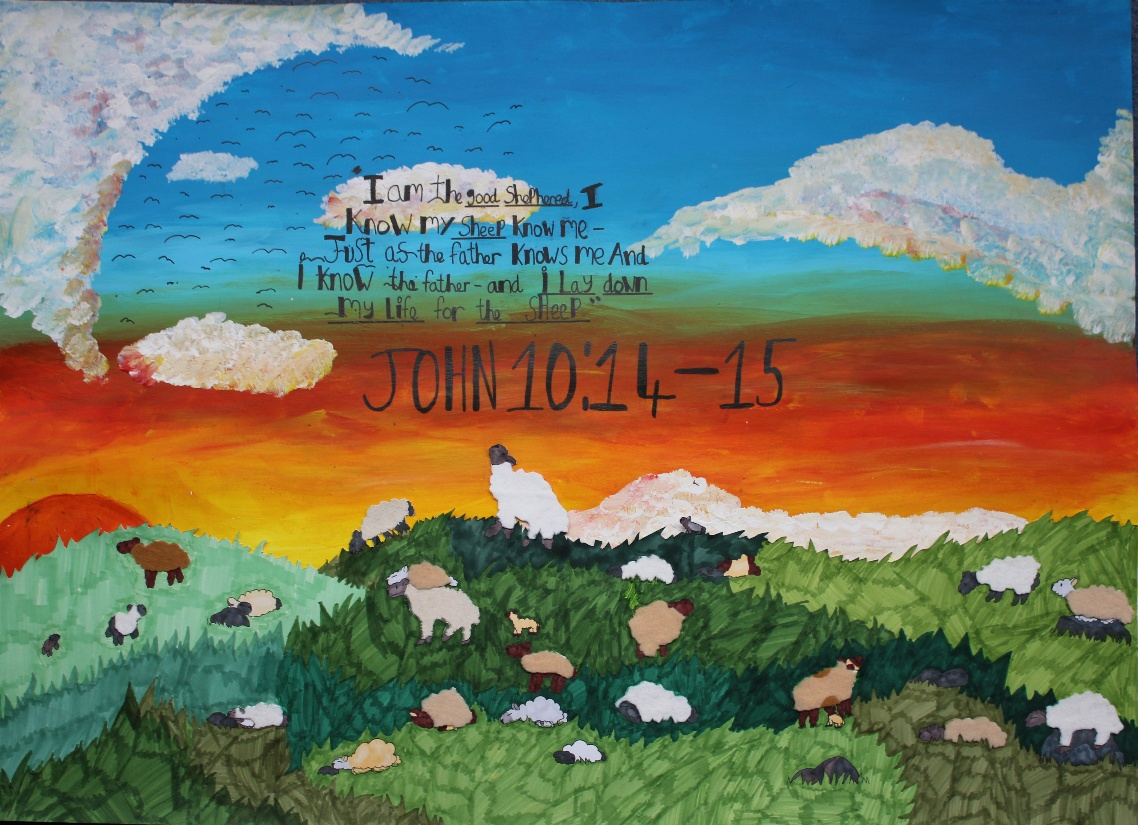 "I am the good Shepherend, I
Know my Sheep Know me -
Just as the father Knows me And
I Know the father - and I Lay down
my Life for the Sheep"
JOHN 10:14-15